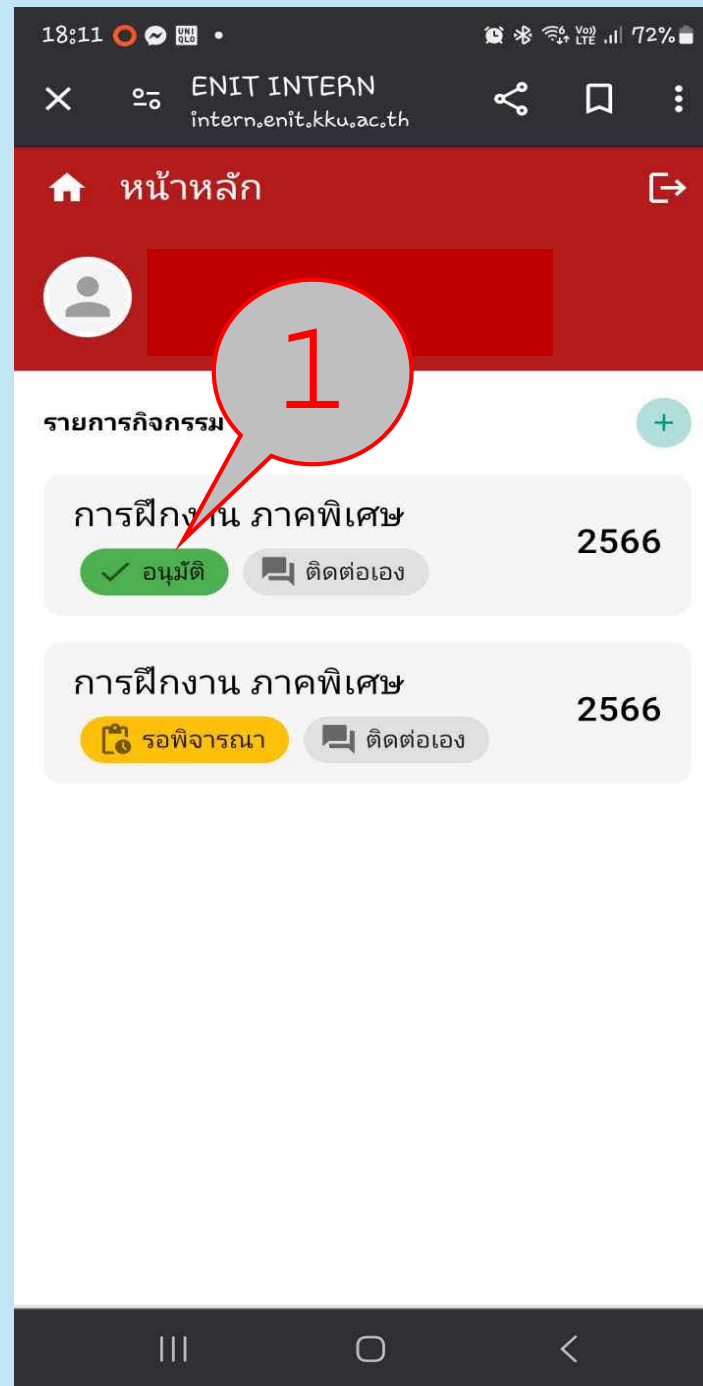 18:11 UNI QLO Vo)) LTE 72%
ENIT INTERN
intern.enit.kku.ac.th
หน้าหลัก
1
รายการกิจกรรม
การฝึกงาน ภาคพิเศษ
2566
อนุมัติ ติดต่อเอง
การฝึกงาน ภาคพิเศษ
2566
รอพิจารณา ติดต่อเอง